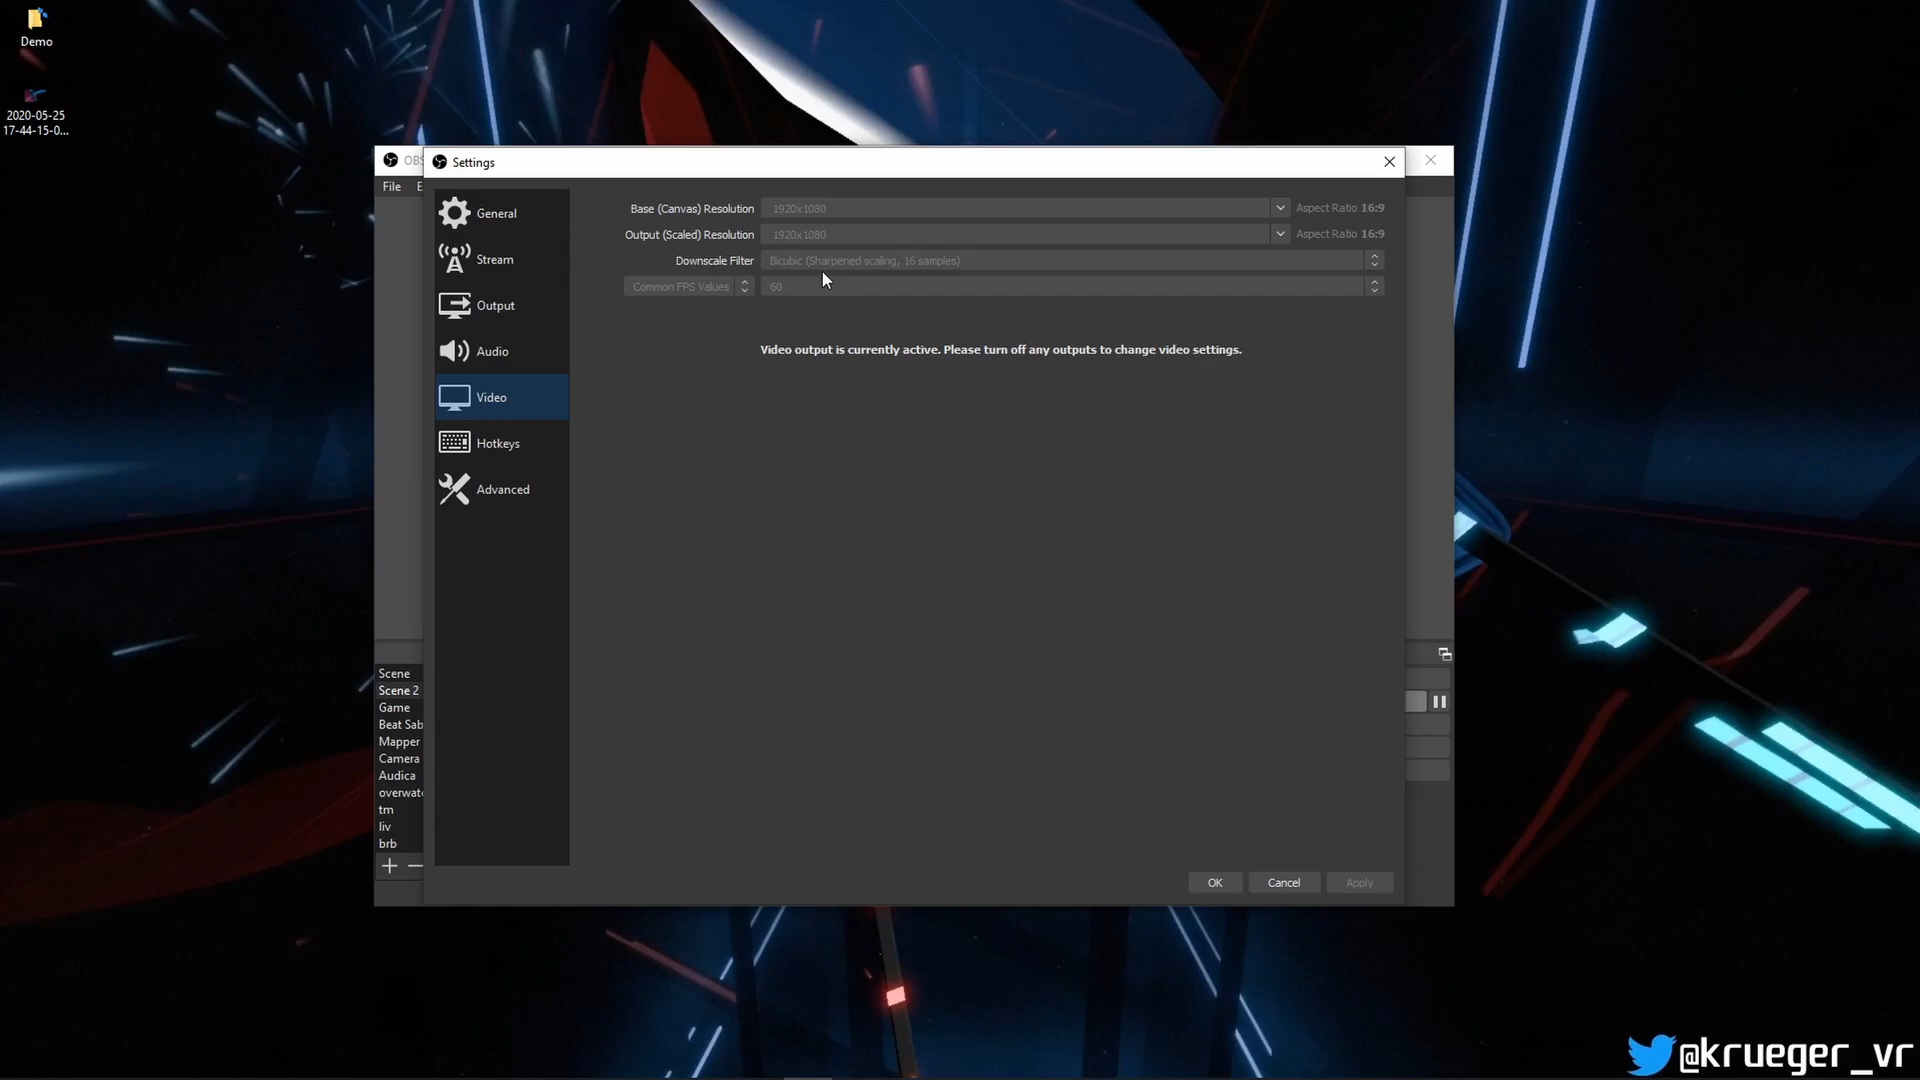 Demo
2020-05-25
17-44-15-0...
OBS
Settings
File E
General
Stream
Output
Audio
Video
Hotkeys
Advanced
Base (Canvas) Resolution 1920x1080 Aspect Ratio 16:9
Output (Scaled) Resolution 1920x1080 Aspect Ratio 16:9
Downscale Filter Bicubic (Sharpened scaling, 16 samples)
Common FPS Values 60
Video output is currently active. Please turn off any outputs to change video settings.
Scene
Scene 2
Game
Beat Sab
Mapper
Camera
Audica
overwatc
tm
liv
brb
OK Cancel Apply
@krueger_vr